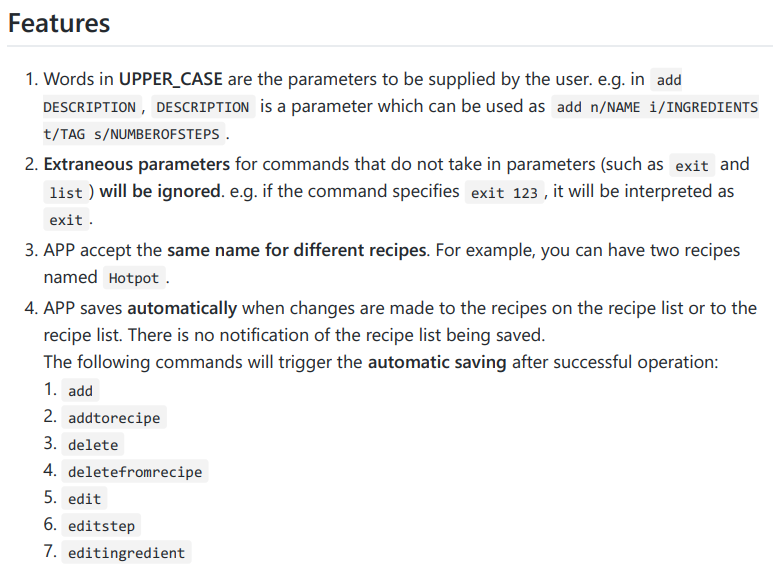 Features
1. Words in UPPER_CASE are the parameters to be supplied by the user. e.g. in add
DESCRIPTION, DESCRIPTION is a parameter which can be used as add n/NAME i/INGREDIENTS
t/TAG s/NUMBEROFSTEPS.
2. Extraneous parameters for commands that do not take in parameters (such as exit and
list) will be ignored. e.g. if the command specifies exit 123, it will be interpreted as
exit.
3. APP accept the same name for different recipes. For example, you can have two recipes
named Hotpot.
4. APP saves automatically when changes are made to the recipes on the recipe list or to the
recipe list. There is no notification of the recipe list being saved.
The following commands will trigger the automatic saving after successful operation:
1. add
2. addtorecipe
3. delete
4. deletefromrecipe
5. edit
6. editstep
7. editingredient